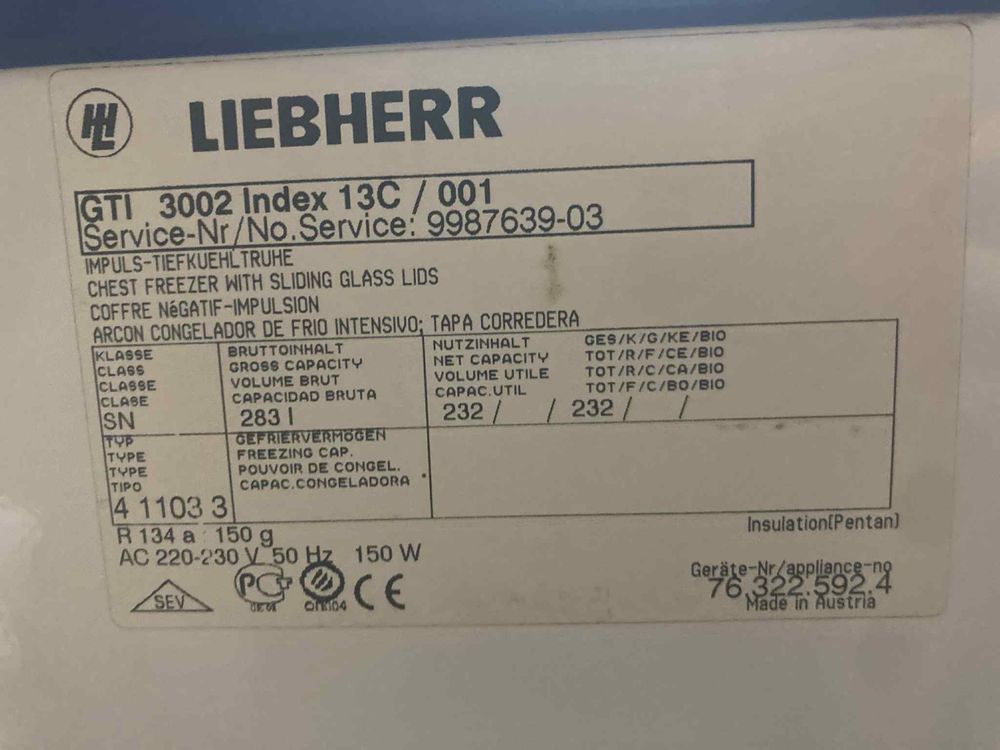 LIEBHERR
GTI 3002 Index 13C / 001
Service-Nr/No.Service: 9987639-03
IMPULS-TIEFKUEHLTRUHE
CHEST FREEZER WITH SLIDING GLASS LIDS
COFFRE NéGATIF-IMPULSION
ARCON CONGELADOR DE FRIO INTENSIVO; TAPA CORREDERA
KLASSE
CLASS
CLASSE
CLASE
SN
BRUTTOINHALT
GROSS CAPACITY
VOLUME BRUT
CAPACIDAD BRUTA
283 l
NUTZINHALT GES/K/G/KE/BIO
NET CAPACITY TOT/R/F/CE/BIO
VOLUME UTILE TOT/R/C/CA/BIO
CAPAC.UTIL TOT/F/C/BO/BIO
232 / / 232 / /
TYP
TYPE
TYPE
TIPO
4 1103 3
GEFRIERVERMÖGEN
FREEZING CAP.
POUVOIR DE CONGEL.
CAPAC.CONGELADORA
R 134 a : 150 g
AC 220-230 V 50 Hz 150 W
Insulation(Pentan)
Geräte-Nr/appliance-no
76.322.592.4
Made in Austria
SEV
CE